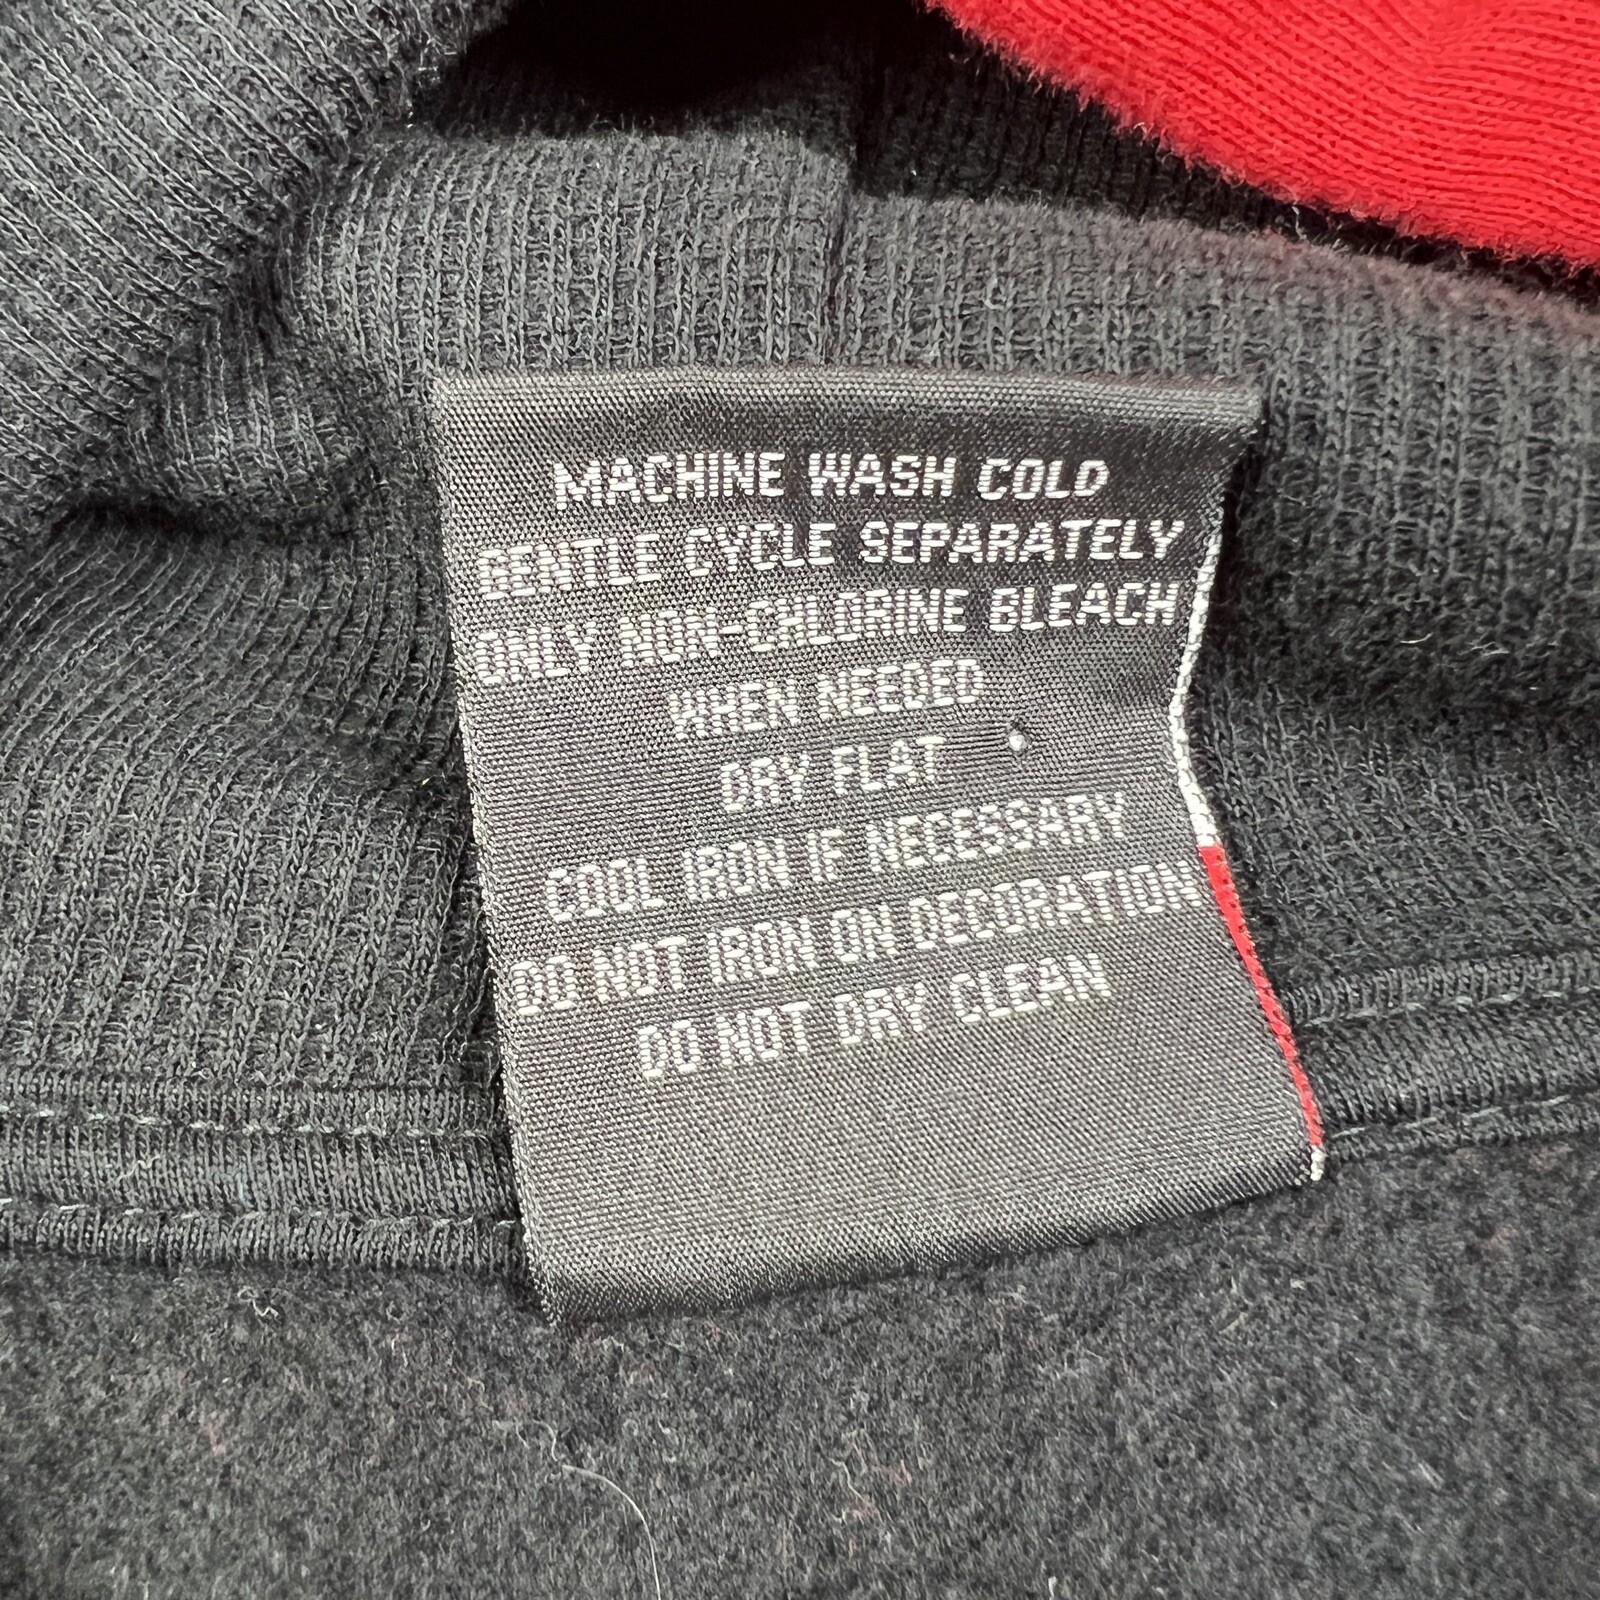 MACHINE WASH COLD
GENTLE CYCLE SEPARATELY
ONLY NON-CHLORINE BLEACH
WHEN NEEDED
DRY FLAT
COOL IRON IF NECESSARY
DO NOT IRON ON DECORATION
DO NOT DRY CLEAN